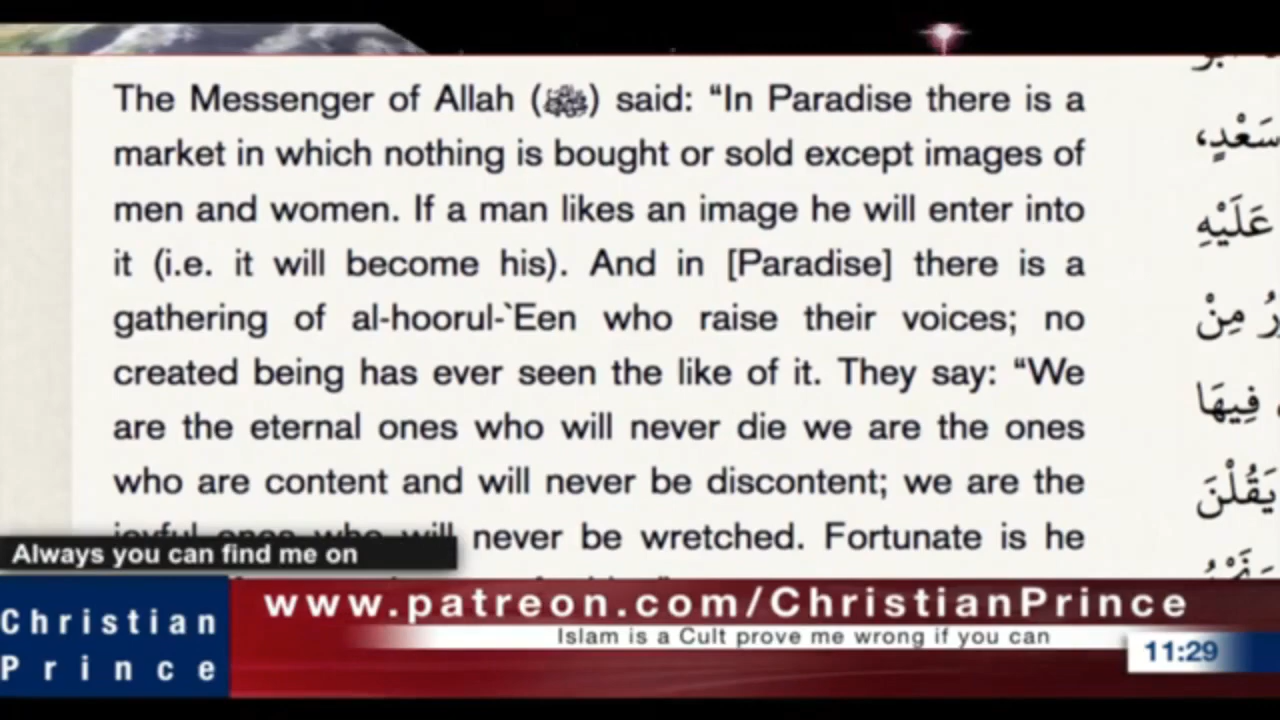 The Messenger of Allah (ﷺ) said: “In Paradise there is a
market in which nothing is bought or sold except images of
men and women. If a man likes an image he will enter into
it (i.e. it will become his). And in [Paradise] there is a
gathering of al-hoorul-`Een who raise their voices; no
created being has ever seen the like of it. They say: “We
are the eternal ones who will never die we are the ones
who are content and will never be discontent; we are the
joyful ones who will never be wretched. Fortunate is he
سَعْدٍ،
عَلَيْهِ
مِنْ
فِيهَا
يَقُلْنَ
Always you can find me on
Christian
Prince
www.patreon.com/ChristianPrince
Islam is a Cult prove me wrong if you can
11:29